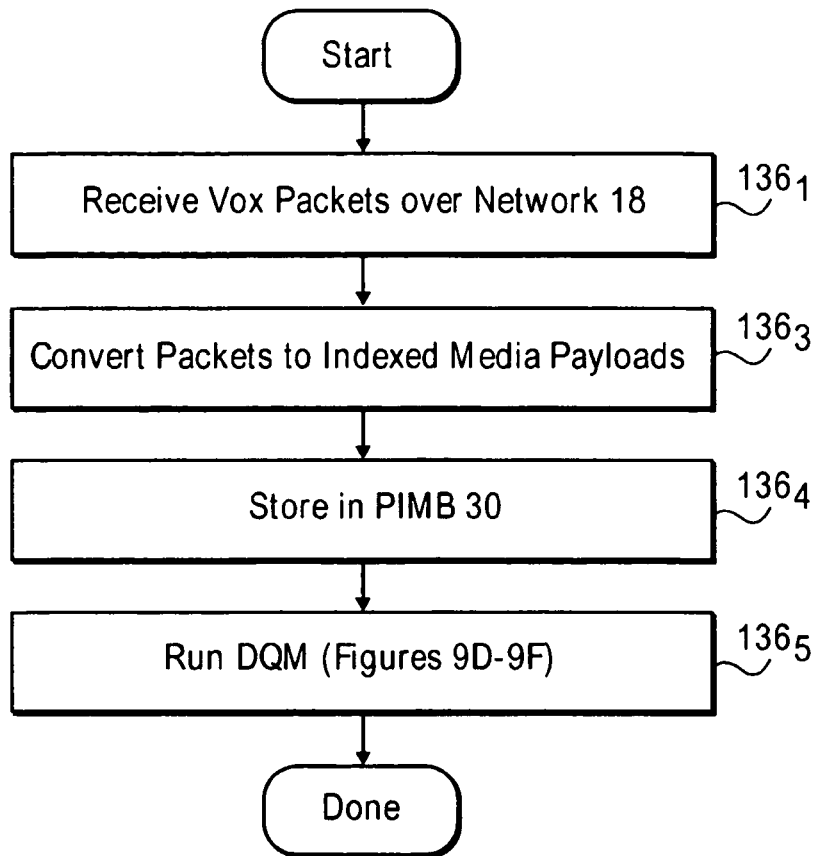 Start
Receive Vox Packets over Network 18
136₁
Convert Packets to Indexed Media Payloads
136₃
Store in PIMB 30
136₄
Run DQM (Figures 9D-9F)
136₅
Done